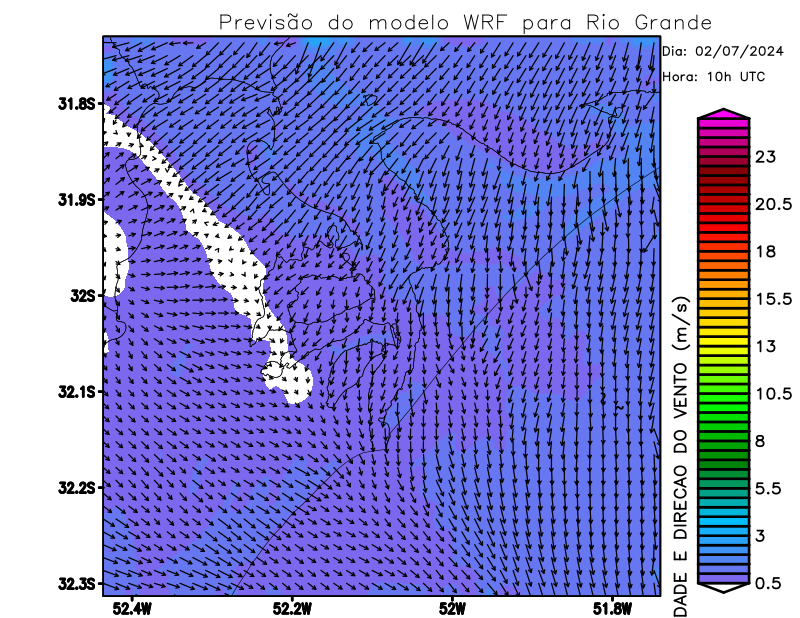 Previsão do modelo WRF para Rio Grande
Dia: 02/07/2024
Hora: 10h UTC
31.8S
31.9S
32S
32.1S
32.2S
32.3S
52.4W
52.2W
52W
51.8W
23
20.5
18
15.5
13
10.5
8
5.5
3
0.5
DADE E DIRECAO DO VENTO (m/s)